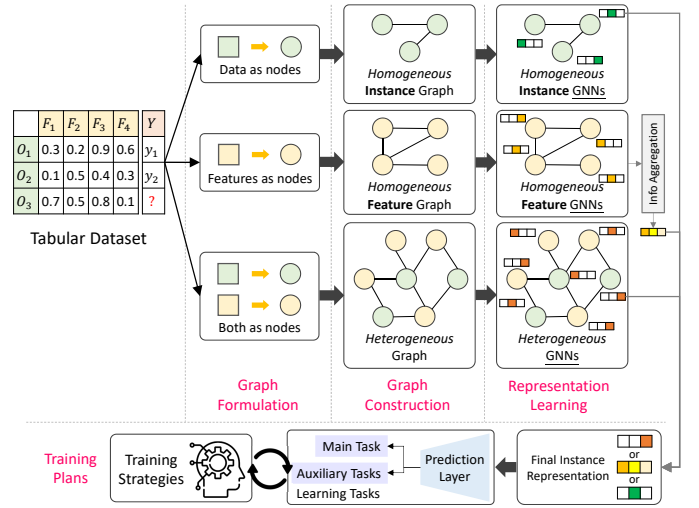 F₁ F₂ F₃ F₄ Y
O₁ 0.3 0.2 0.9 0.6 y₁
O₂ 0.1 0.5 0.4 0.3 y₂
O₃ 0.7 0.5 0.8 0.1 ?
Tabular Dataset
Data as nodes
Features as nodes
Both as nodes
Graph
Formulation
Homogeneous
Instance Graph
Homogeneous
Feature Graph
Heterogeneous
Graph
Graph
Construction
Homogeneous
Instance GNNs
Homogeneous
Feature GNNs
Heterogeneous
GNNs
Representation
Learning
Info Aggregation
Training
Plans
Training
Strategies
Main Task
Auxiliary Tasks
Learning Tasks
Prediction
Layer
Final Instance
Representation
or
or